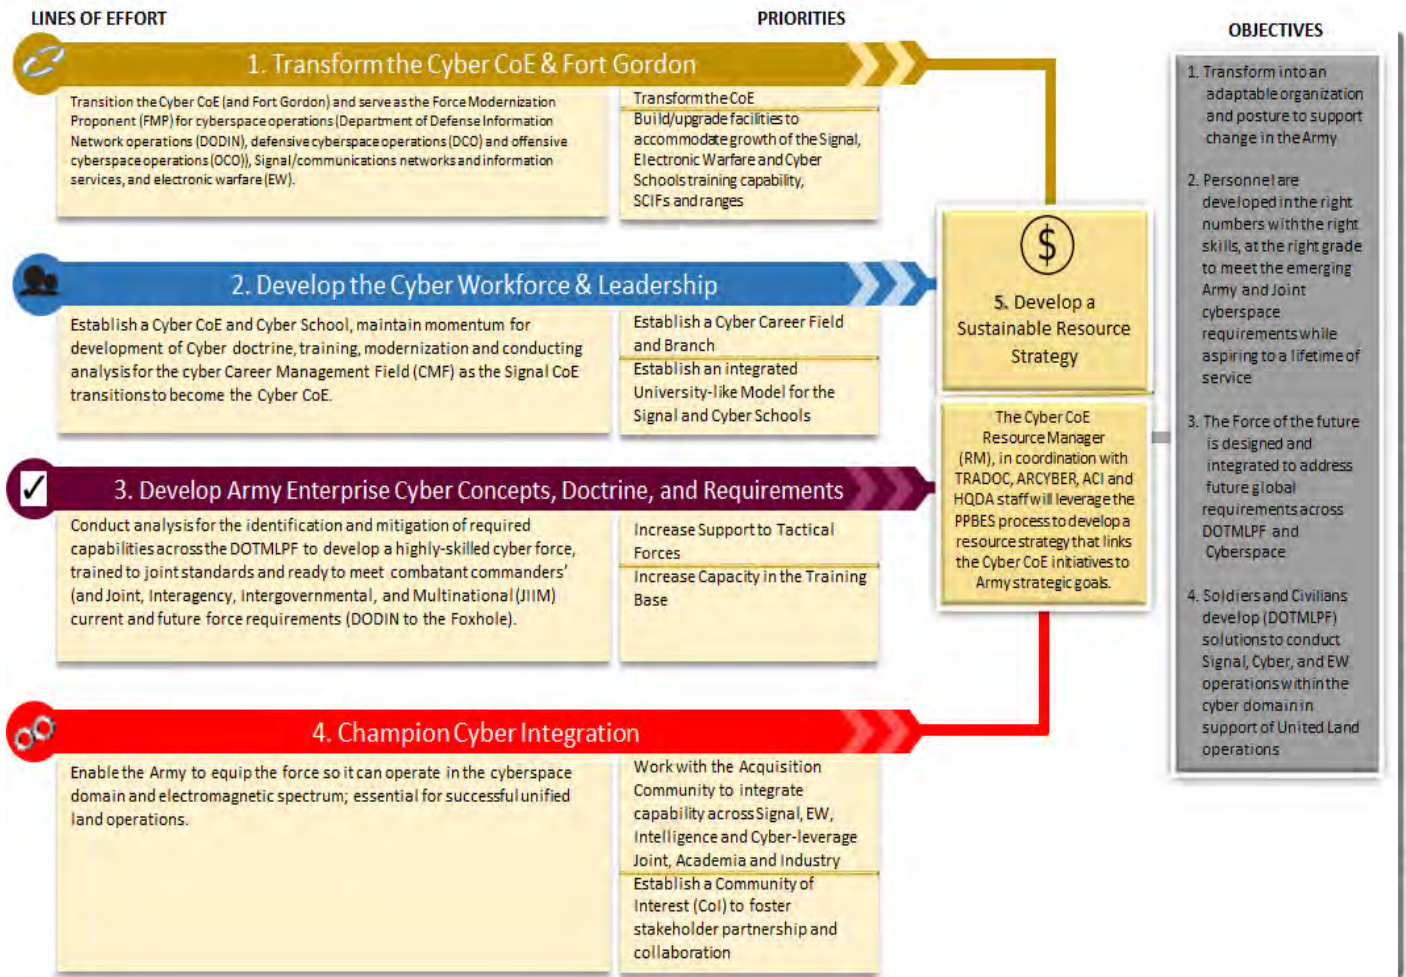 LINES OF EFFORT
PRIORITIES
OBJECTIVES
1. Transform the Cyber CoE & Fort Gordon
Transition the Cyber CoE (and Fort Gordon) and serve as the Force Modernization
Proponent (FMP) for cyberspace operations (Department of Defense Information
Network operations (DODIN), defensive cyberspace operations (DCO) and offensive
cyberspace operations (OCO)), Signal/communications networks and information
services, and electronic warfare (EW).
Transform the CoE
Build/upgrade facilities to
accommodate growth of the Signal,
Electronic Warfare and Cyber
Schools training capability,
SCIFs and ranges
2. Develop the Cyber Workforce & Leadership
Establish a Cyber CoE and Cyber School, maintain momentum for
development of Cyber doctrine, training, modernization and conducting
analysis for the cyber Career Management Field (CMF) as the Signal CoE
transitions to become the Cyber CoE.
Establish a Cyber Career Field
and Branch
Establish an integrated
University-like Model for the
Signal and Cyber Schools
3. Develop Army Enterprise Cyber Concepts, Doctrine, and Requirements
Conduct analysis for the identification and mitigation of required
capabilities across the DOTMLPF to develop a highly-skilled cyber force,
trained to joint standards and ready to meet combatant commanders'
(and Joint, Interagency, Intergovernmental, and Multinational (JIIM)
current and future force requirements (DODIN to the Foxhole).
Increase Support to Tactical
Forces
Increase Capacity in the Training
Base
4. Champion Cyber Integration
Enable the Army to equip the force so it can operate in the cyberspace
domain and electromagnetic spectrum; essential for successful unified
land operations.
Work with the Acquisition
Community to integrate
capability across Signal, EW,
Intelligence and Cyber-leverage
Joint, Academia and Industry
Establish a Community of
Interest (CoI) to foster
stakeholder partnership and
collaboration
$
5. Develop a
Sustainable Resource
Strategy
The Cyber CoE
Resource Manager
(RM), in coordination with
TRADOC, ARCYBER, ACI and
HQDA staff will leverage the
PPBES process to develop a
resource strategy that links
the Cyber CoE initiatives to
Army strategic goals.
1. Transform into an
adaptable organization
and posture to support
change in the Army
2. Personnel are
developed in the right
numbers with the right
skills, at the right grade
to meet the emerging
Army and Joint
cyberspace
requirements while
aspiring to a lifetime of
service
3. The Force of the future
is designed and
integrated to address
future global
requirements across
DOTMLPF and
Cyberspace
4. Soldiers and Civilians
develop (DOTMLPF)
solutions to conduct
Signal, Cyber, and EW
operations within the
cyber domain in
support of United Land
operations